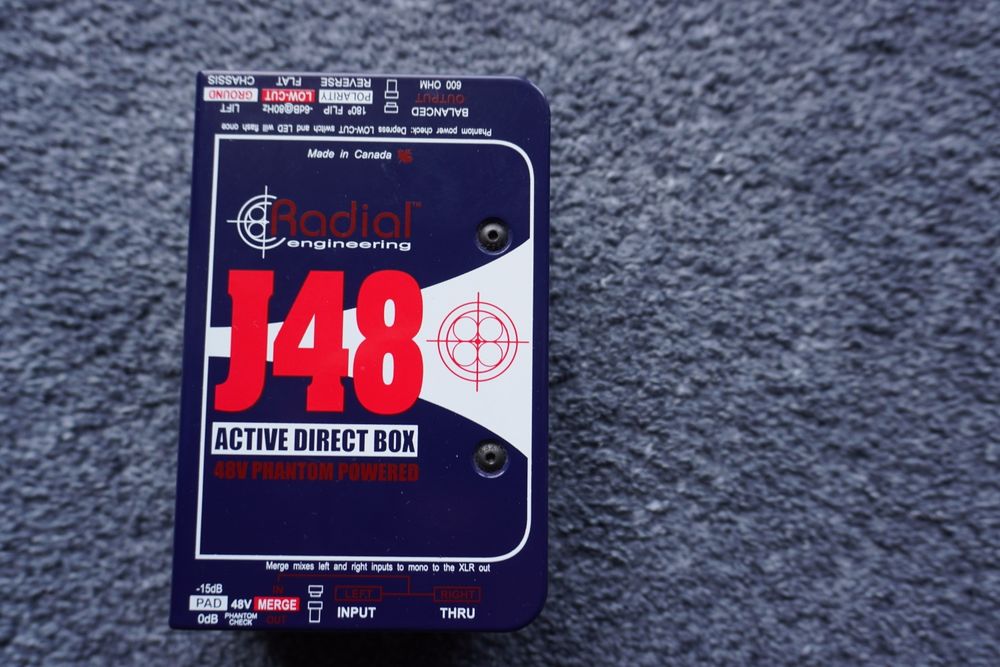 CHASSIS FLAT REVERSE
GROUND LOW-CUT POLARITY
LIFT -6dB@80Hz 180° FLIP
600 OHM
OUTPUT
BALANCED
Phantom power check: Depress LOW-CUT switch and LED will flash once
Made in Canada
Radial™
engineering
J48
ACTIVE DIRECT BOX
48V PHANTOM POWERED
Merge mixes left and right inputs to mono to the XLR out
-15dB IN LEFT RIGHT
PAD 48V MERGE INPUT THRU
0dB PHANTOM CHECK OUT